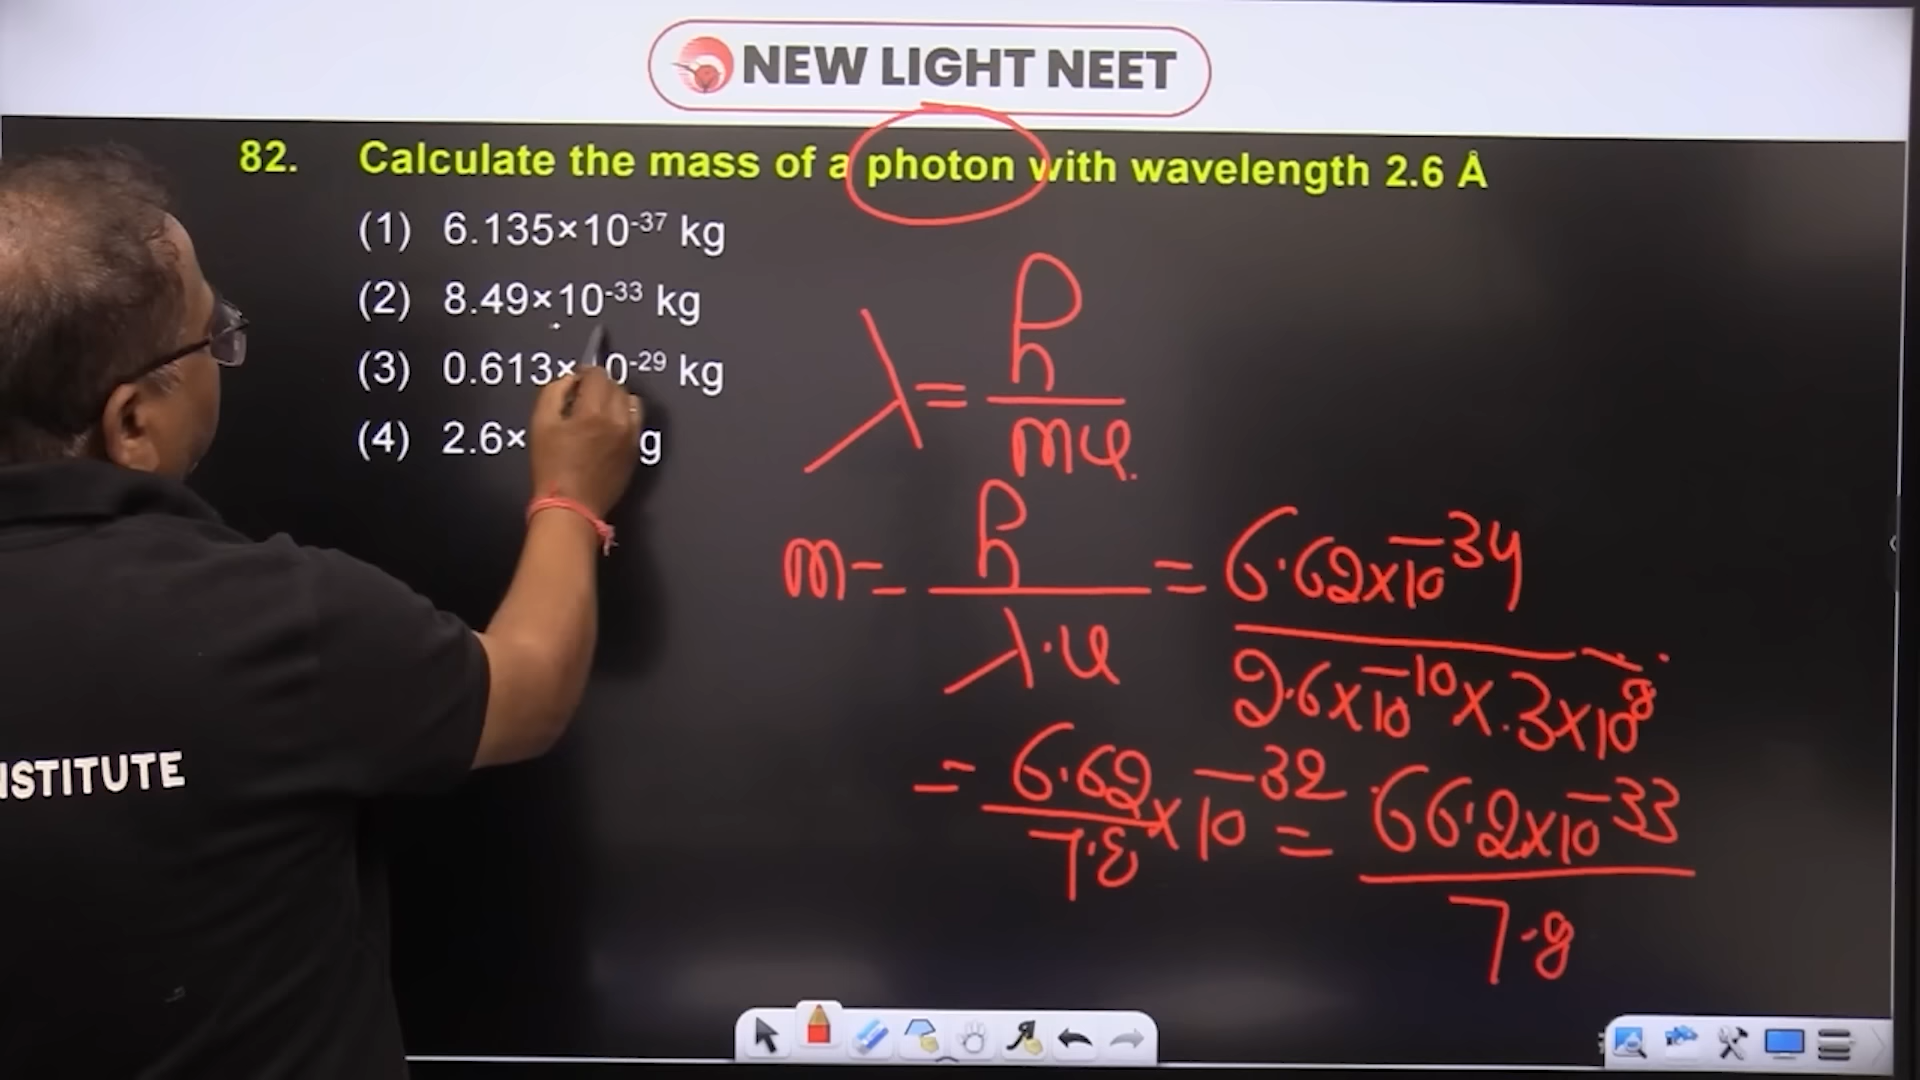 NEW LIGHT NEET
82. Calculate the mass of a photon with wavelength 2.6 Å
(1) 6.135×10⁻³⁷ kg
(2) 8.49×10⁻³³ kg
(3) 0.613× 0⁻²⁹ kg
(4) 2.6× g
λ = h/mv
m = h/λ·v = 6.62×10⁻³⁴/2.6×10⁻¹⁰×3×10⁸
= 6.62/7.8 ×10⁻³² = 66.2×10⁻³³/7.8
NSTITUTE